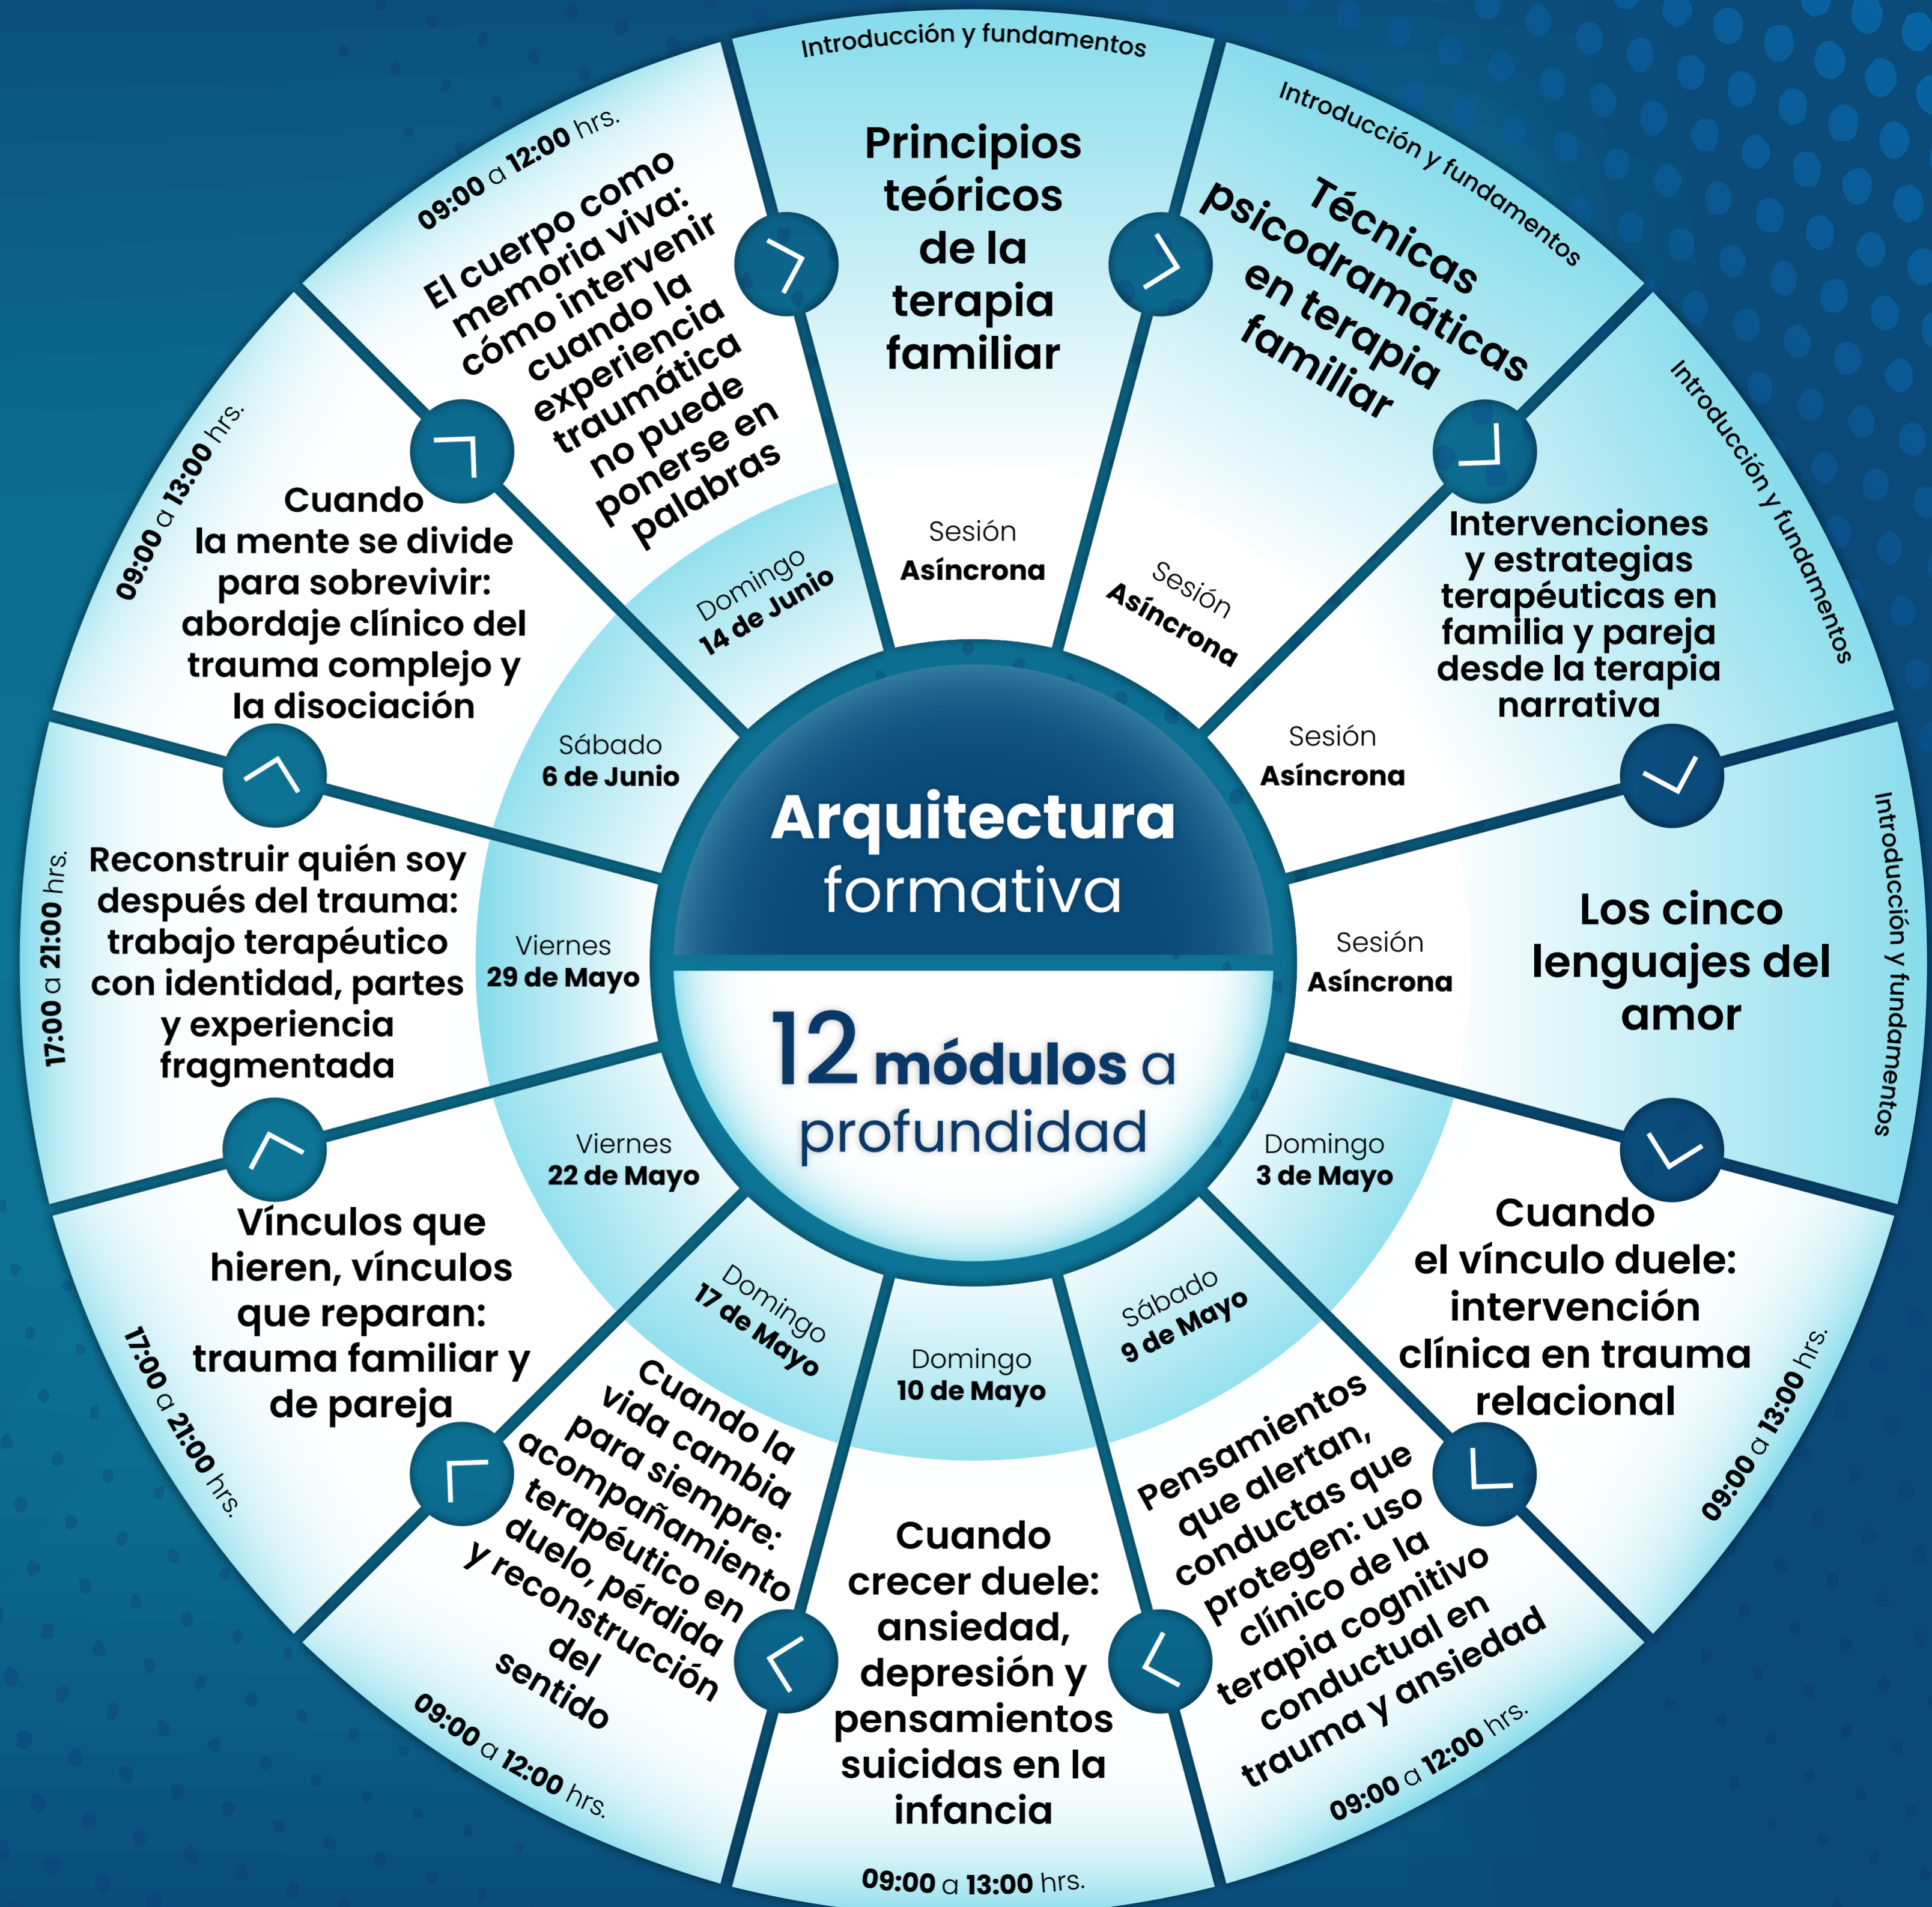 Arquitectura
formativa
12 módulos a
profundidad
Introducción y fundamentos
Principios
teóricos
de la
terapia
familiar
Sesión
Asíncrona
Introducción y fundamentos
Técnicas
psicodramáticas
en terapia
familiar
Sesión
Asíncrona
Introducción y fundamentos
Intervenciones
y estrategias
terapéuticas en
familia y pareja
desde la terapia
narrativa
Sesión
Asíncrona
Introducción y fundamentos
Los cinco
lenguajes del
amor
Sesión
Asíncrona
Domingo
3 de Mayo
Cuando
el vínculo duele:
intervención
clínica en trauma
relacional
09:00 a 13:00 hrs.
Sábado
9 de Mayo
Pensamientos
que alertan,
conductas que
protegen: uso
clínico de la
terapia cognitivo
conductual en
trauma y ansiedad
09:00 a 12:00 hrs.
Domingo
10 de Mayo
Cuando
crecer duele:
ansiedad,
depresión y
pensamientos
suicidas en la
infancia
09:00 a 13:00 hrs.
Domingo
17 de Mayo
Cuando la
vida cambia
para siempre:
acompañamiento
terapéutico en
duelo, pérdida
y reconstrucción
del
sentido
09:00 a 12:00 hrs.
Viernes
22 de Mayo
Vínculos que
hieren, vínculos
que reparan:
trauma familiar y
de pareja
17:00 a 21:00 hrs.
Viernes
29 de Mayo
Reconstruir quién soy
después del trauma:
trabajo terapéutico
con identidad, partes
y experiencia
fragmentada
17:00 a 21:00 hrs.
Sábado
6 de Junio
Cuando
la mente se divide
para sobrevivir:
abordaje clínico del
trauma complejo y
la disociación
09:00 a 13:00 hrs.
Domingo
14 de Junio
El cuerpo como
memoria viva:
cómo intervenir
cuando la
experiencia
traumática
no puede
ponerse en
palabras
09:00 a 12:00 hrs.